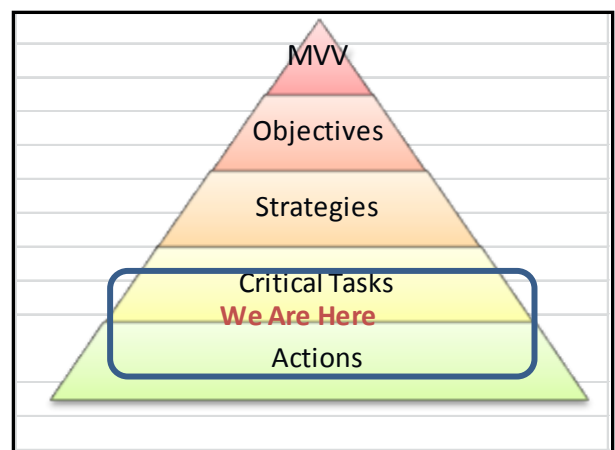 MVV
Objectives
Strategies
Critical Tasks
We Are Here
Actions